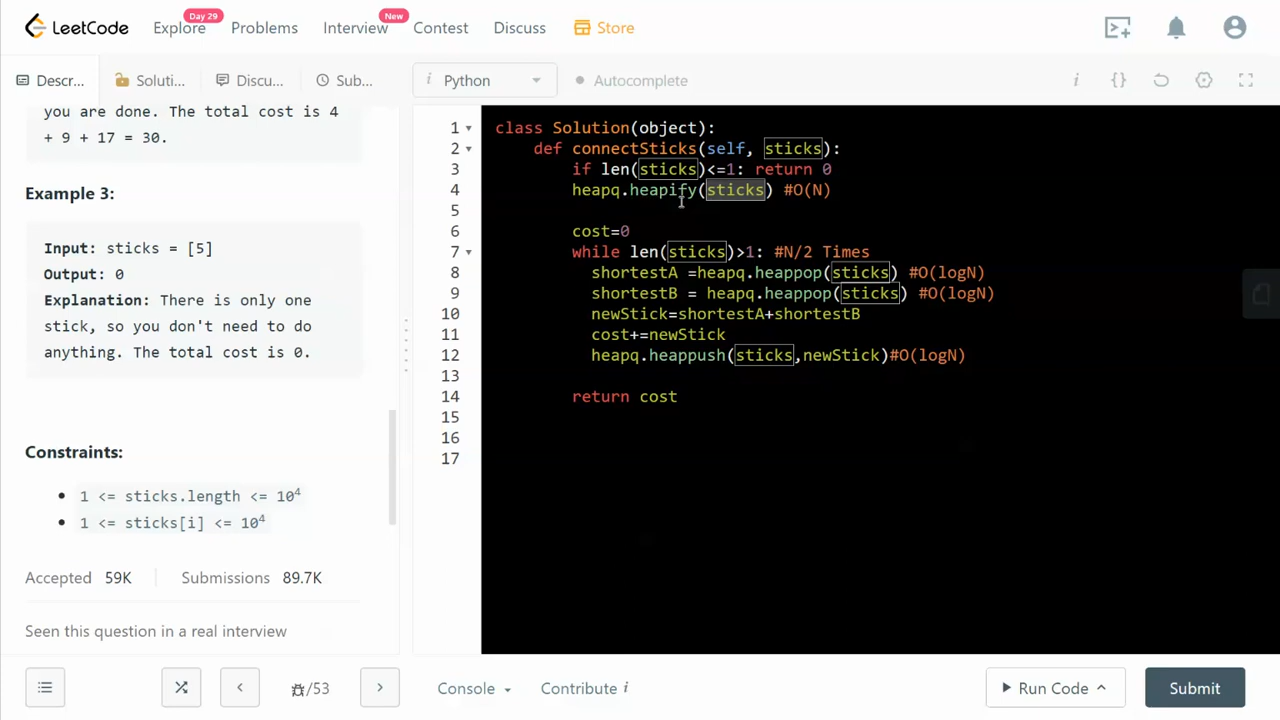 LeetCode
Explore
Day 29
Problems
Interview
New
Contest
Discuss
Store
Descr...
Soluti...
Discu...
Sub...
i
Python
Autocomplete
i
{}
you are done. The total cost is 4
+ 9 + 17 = 30.
Example 3:
Input: sticks = [5]
Output: 0
Explanation: There is only one
stick, so you don't need to do
anything. The total cost is 0.
Constraints:
1 <= sticks.length <= 10⁴
1 <= sticks[i] <= 10⁴
Accepted 59K
Submissions 89.7K
Seen this question in a real interview
1 class Solution(object):
2 def connectSticks(self, sticks):
3 if len(sticks)<=1: return 0
4 heapq.heapify(sticks) #O(N)
5
6 cost=0
7 while len(sticks)>1: #N/2 Times
8 shortestA =heapq.heappop(sticks) #O(logN)
9 shortestB = heapq.heappop(sticks) #O(logN)
10 newStick=shortestA+shortestB
11 cost+=newStick
12 heapq.heappush(sticks,newStick)#O(logN)
13
14 return cost
15
16
17
/53
Console
Contribute i
Run Code
Submit